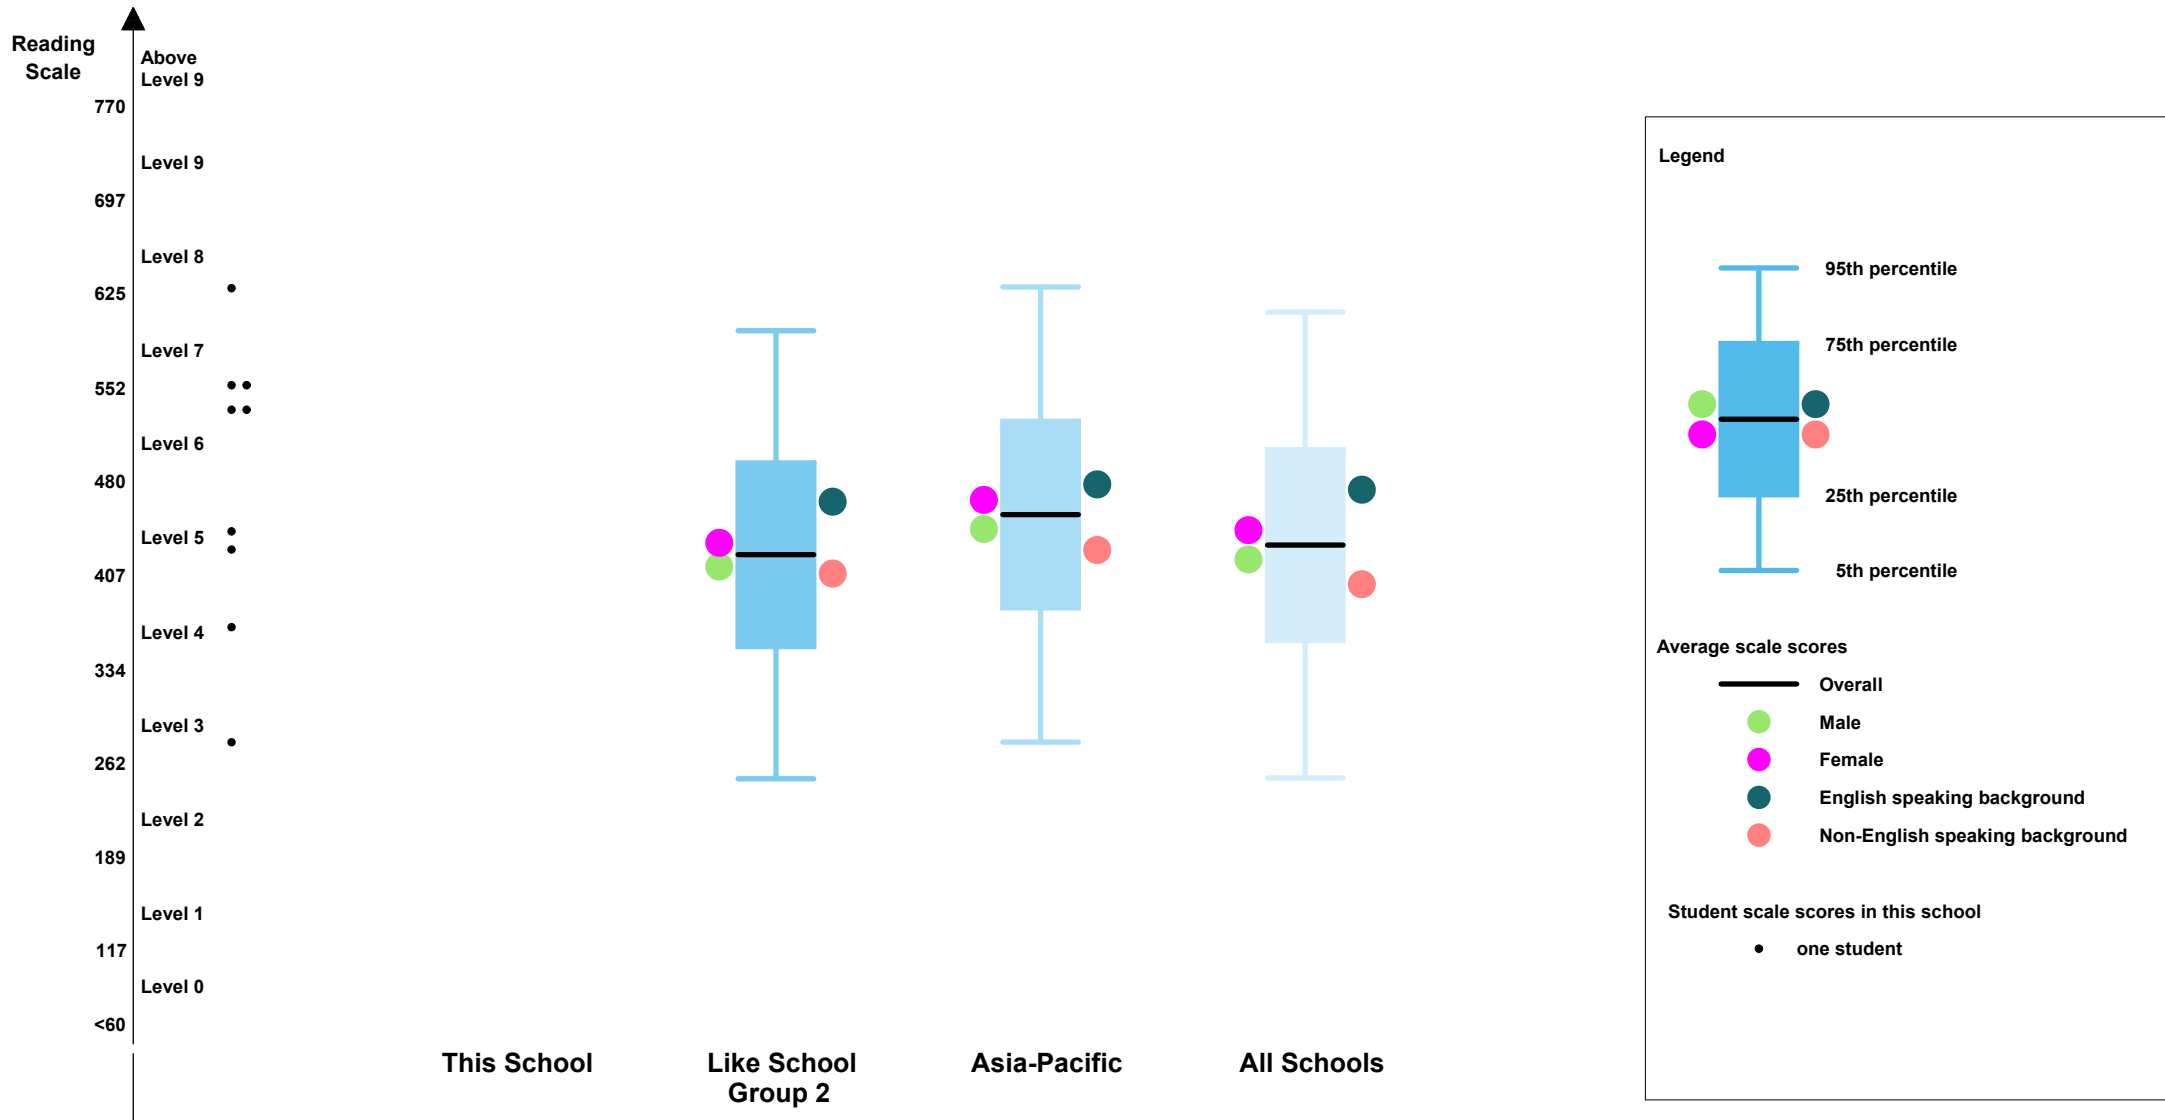 Reading
Scale
Above
Level 9
770
Level 9
697
Level 8
625
Level 7
552
Level 6
480
Level 5
407
Level 4
334
Level 3
262
Level 2
189
Level 1
117
Level 0
<60
This School
Like School
Group 2
Asia-Pacific
All Schools
Legend
95th percentile
75th percentile
25th percentile
5th percentile
Average scale scores
Overall
Male
Female
English speaking background
Non-English speaking background
Student scale scores in this school
one student